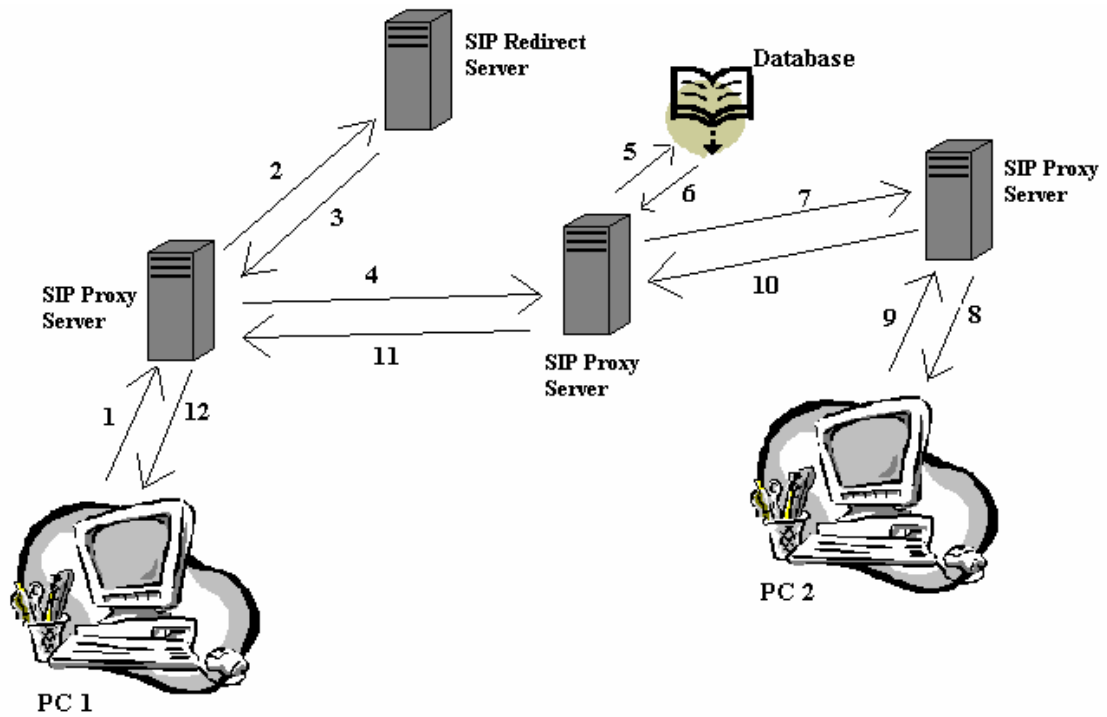 SIP Redirect
Server
Database
2
5
6
SIP Proxy
Server
3
7
4
10
SIP Proxy
Server
9
8
11
SIP Proxy
Server
1
12
PC 2
PC 1